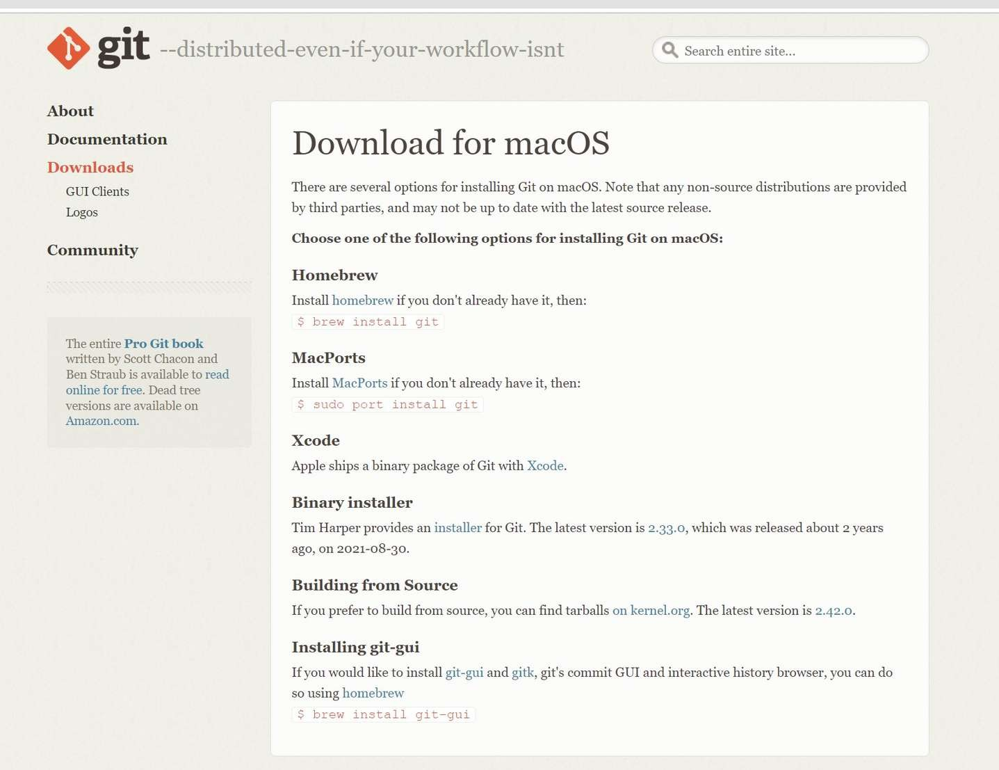 git --distributed-even-if-your-workflow-isnt
Search entire site...
About
Documentation
Downloads
GUI Clients
Logos
Community
The entire Pro Git book
written by Scott Chacon and
Ben Straub is available to read
online for free. Dead tree
versions are available on
Amazon.com.
Download for macOS
There are several options for installing Git on macOS. Note that any non-source distributions are provided
by third parties, and may not be up to date with the latest source release.
Choose one of the following options for installing Git on macOS:
Homebrew
Install homebrew if you don't already have it, then:
$ brew install git
MacPorts
Install MacPorts if you don't already have it, then:
$ sudo port install git
Xcode
Apple ships a binary package of Git with Xcode.
Binary installer
Tim Harper provides an installer for Git. The latest version is 2.33.0, which was released about 2 years
ago, on 2021-08-30.
Building from Source
If you prefer to build from source, you can find tarballs on kernel.org. The latest version is 2.42.0.
Installing git-gui
If you would like to install git-gui and gitk, git's commit GUI and interactive history browser, you can do
so using homebrew
$ brew install git-gui